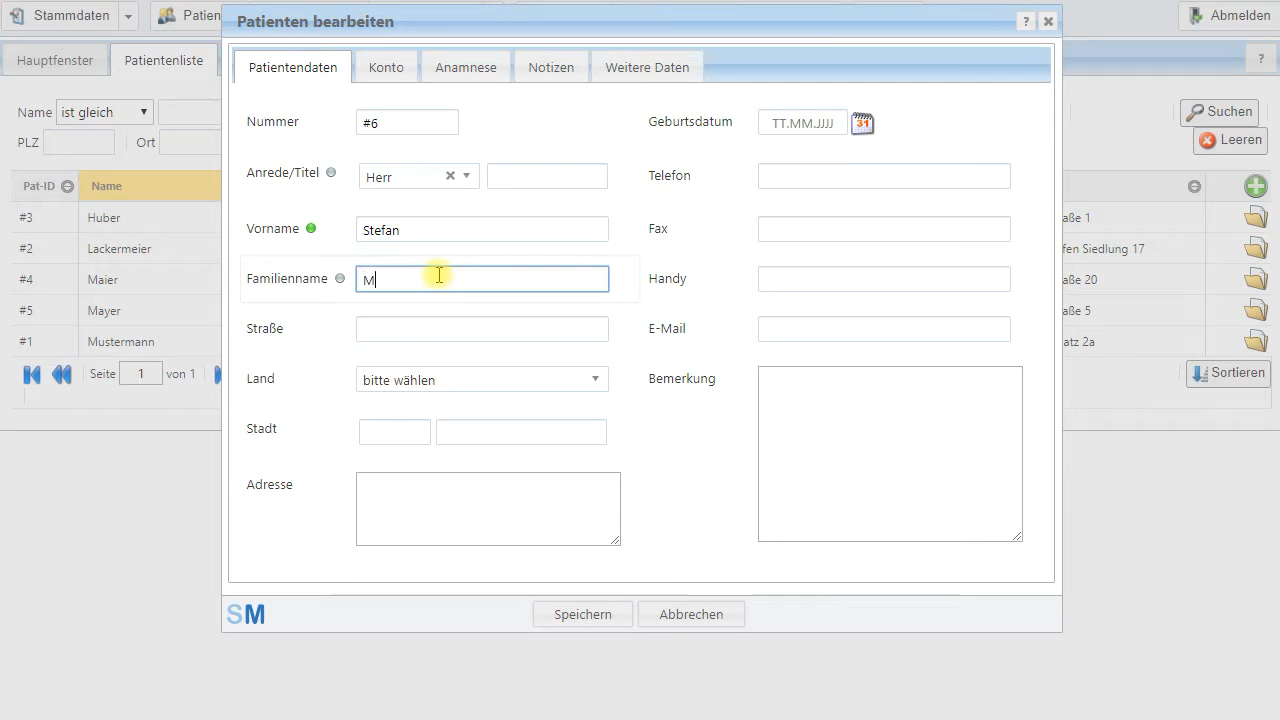 Stammdaten Patien Abmelden
Patienten bearbeiten ?
Hauptfenster Patientenliste ?
Patientendaten Konto Anamnese Notizen Weitere Daten
Name ist gleich Suchen
PLZ Ort Leeren
Pat-ID Name
#3 Huber aße 1
#2 Lackermeier fen Siedlung 17
#4 Maier aße 20
#5 Mayer aße 5
#1 Mustermann atz 2a
Seite 1 von 1 Sortieren
Nummer #6
Anrede/Titel Herr
Vorname Stefan
Familienname M
Straße
Land bitte wählen
Stadt
Adresse
Geburtsdatum TT.MM.JJJJ 31
Telefon
Fax
Handy
E-Mail
Bemerkung
SM Speichern Abbrechen